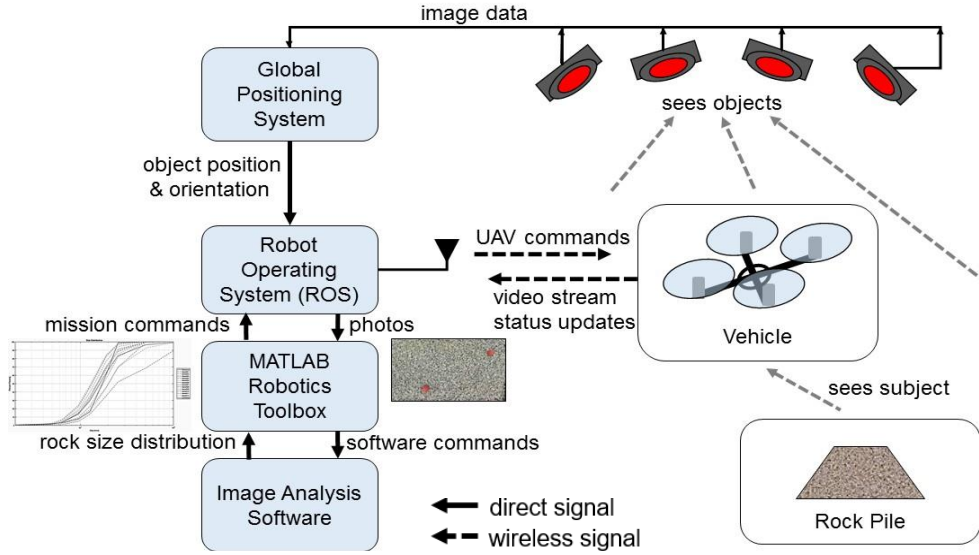 image data
Global
Positioning
System
sees objects
object position
& orientation
Robot
Operating
System (ROS)
UAV commands
video stream
status updates
Vehicle
mission commands
photos
MATLAB
Robotics
Toolbox
sees subject
rock size distribution
software commands
Image Analysis
Software
direct signal
wireless signal
Rock Pile